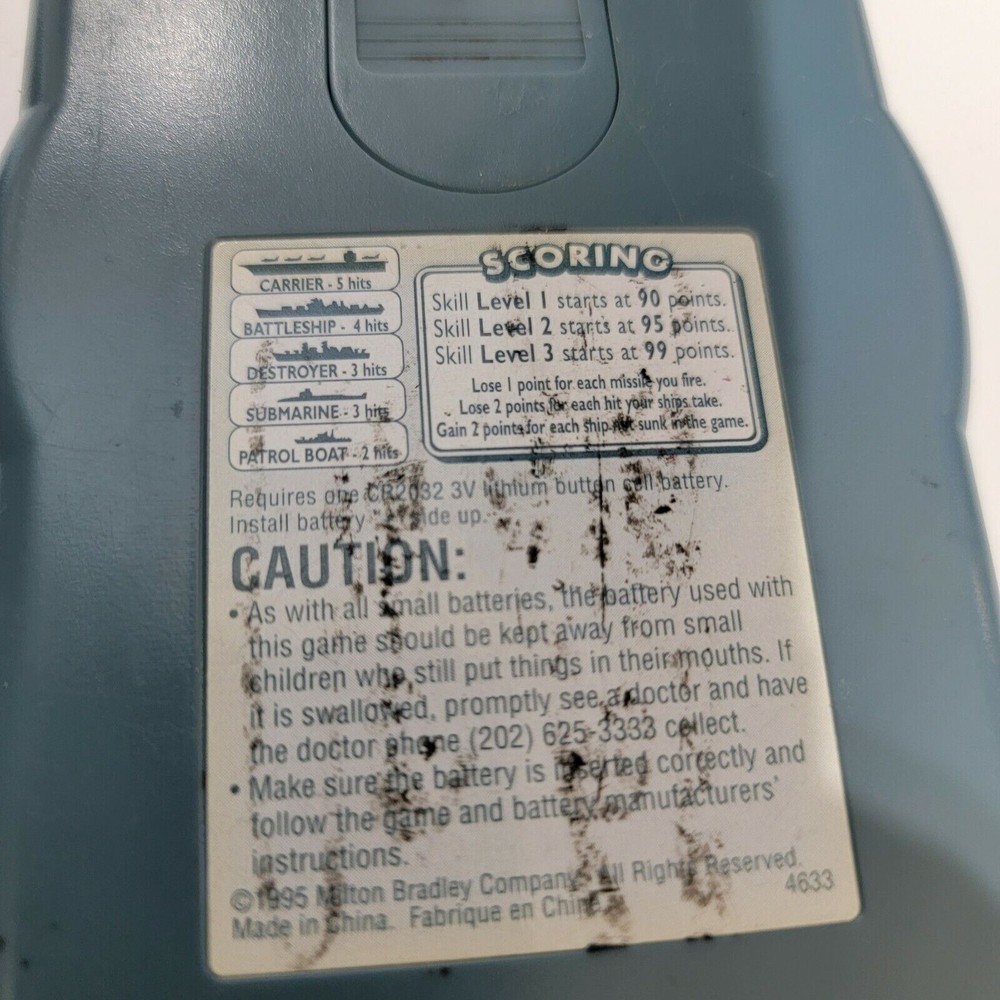 CARRIER - 5 hits
BATTLESHIP - 4 hits
DESTROYER - 3 hits
SUBMARINE - 3 hits
PATROL BOAT - 2 hits
SCORING
Skill Level 1 starts at 90 points.
Skill Level 2 starts at 95 points.
Skill Level 3 starts at 99 points.
Lose 1 point for each missile you fire.
Lose 2 points for each hit your ships take.
Gain 2 points for each ship not sunk in the game.
Requires one CR2032 3V lithium button cell battery.
Install battery side up.
CAUTION:
• As with all small batteries, the battery used with
this game should be kept away from small
children who still put things in their mouths. If
it is swallowed, promptly see a doctor and have
the doctor phone (202) 625-3333 collect.
• Make sure the battery is inserted correctly and
follow the game and battery manufacturers'
instructions.
©1995 Milton Bradley Company. All Rights Reserved.
Made in China. Fabrique en Chine.
4633